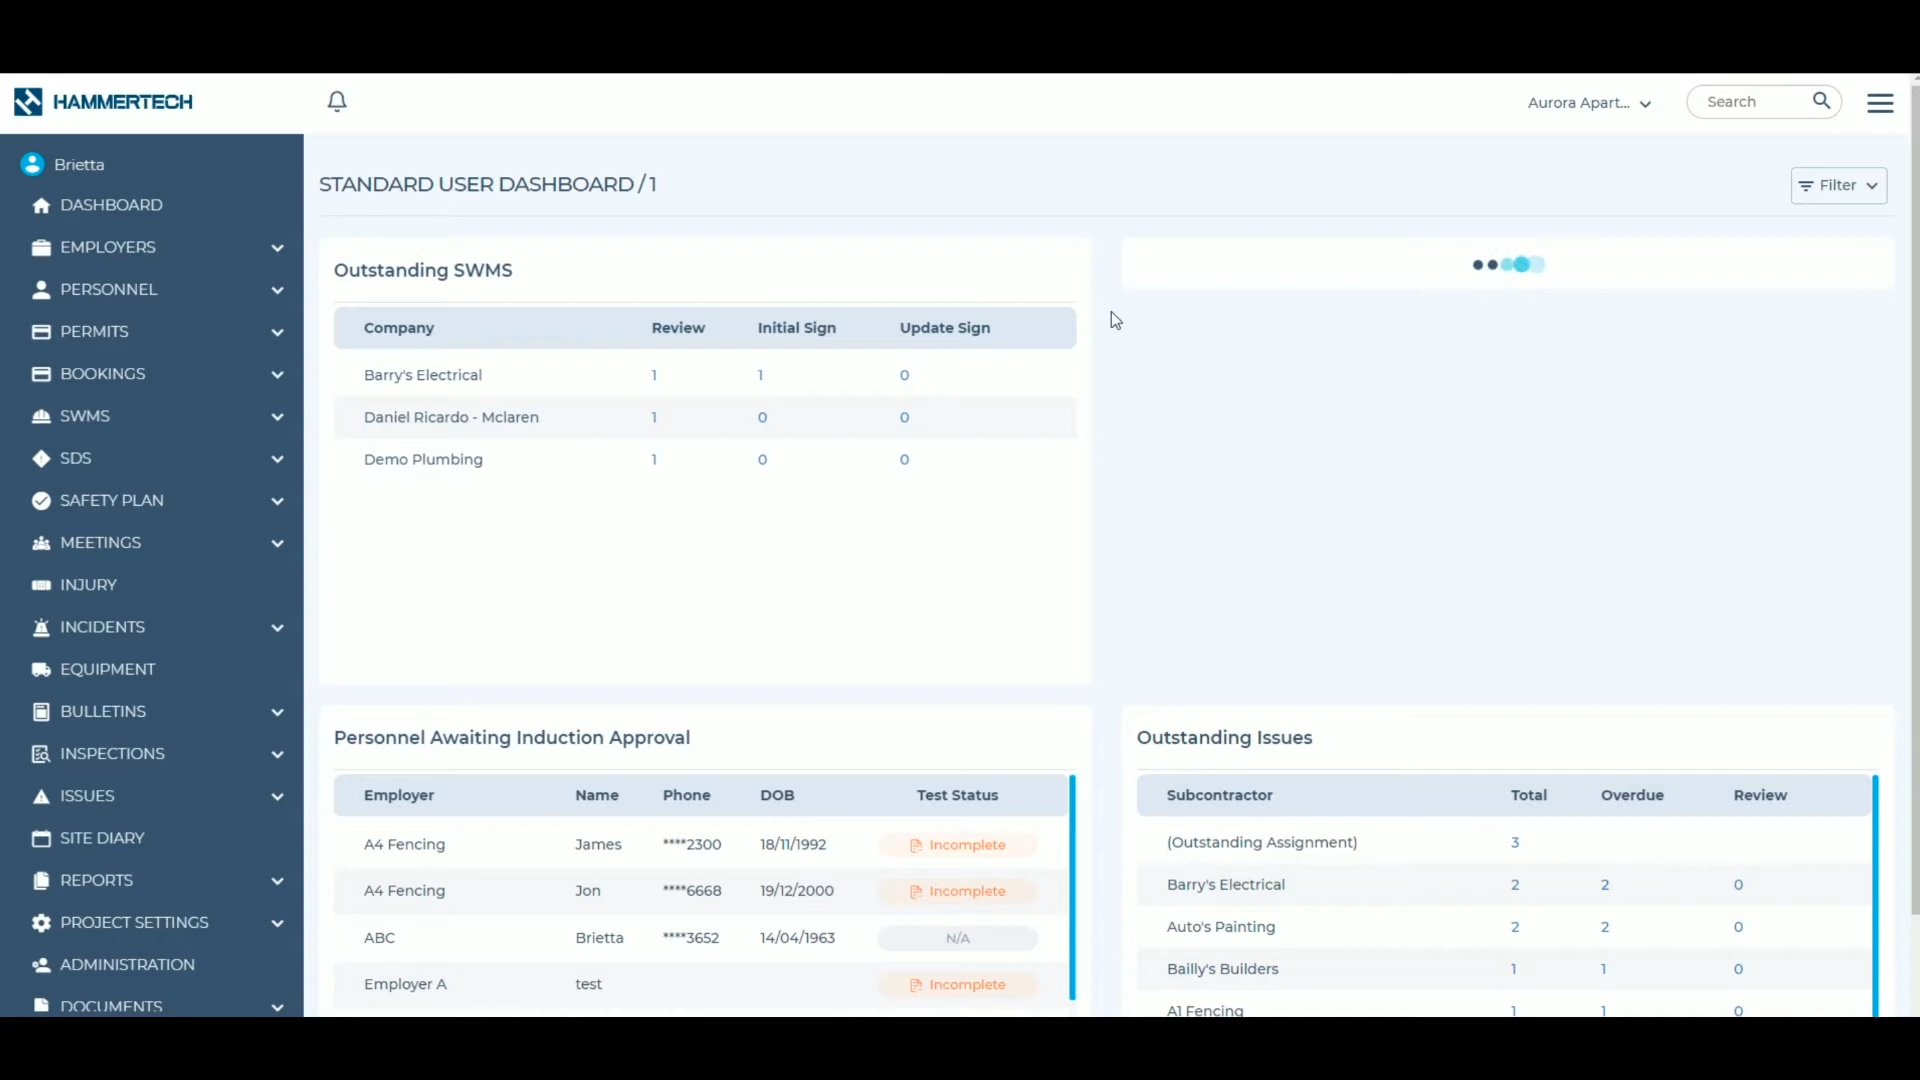 HAMMERTECH
Aurora Apart...
Search
Brietta
DASHBOARD
EMPLOYERS
PERSONNEL
PERMITS
BOOKINGS
SWMS
SDS
SAFETY PLAN
MEETINGS
INJURY
INCIDENTS
EQUIPMENT
BULLETINS
INSPECTIONS
ISSUES
SITE DIARY
REPORTS
PROJECT SETTINGS
ADMINISTRATION
DOCUMENTS
STANDARD USER DASHBOARD / 1
Filter
Outstanding SWMS
Company Review Initial Sign Update Sign
Barry's Electrical 1 1 0
Daniel Ricardo - Mclaren 1 0 0
Demo Plumbing 1 0 0
Personnel Awaiting Induction Approval
Employer Name Phone DOB Test Status
A4 Fencing James ****2300 18/11/1992 Incomplete
A4 Fencing Jon ****6668 19/12/2000 Incomplete
ABC Brietta ****3652 14/04/1963 N/A
Employer A test Incomplete
Outstanding Issues
Subcontractor Total Overdue Review
(Outstanding Assignment) 3
Barry's Electrical 2 2 0
Auto's Painting 2 2 0
Bailly's Builders 1 1 0
A1 Fencing 1 1 0